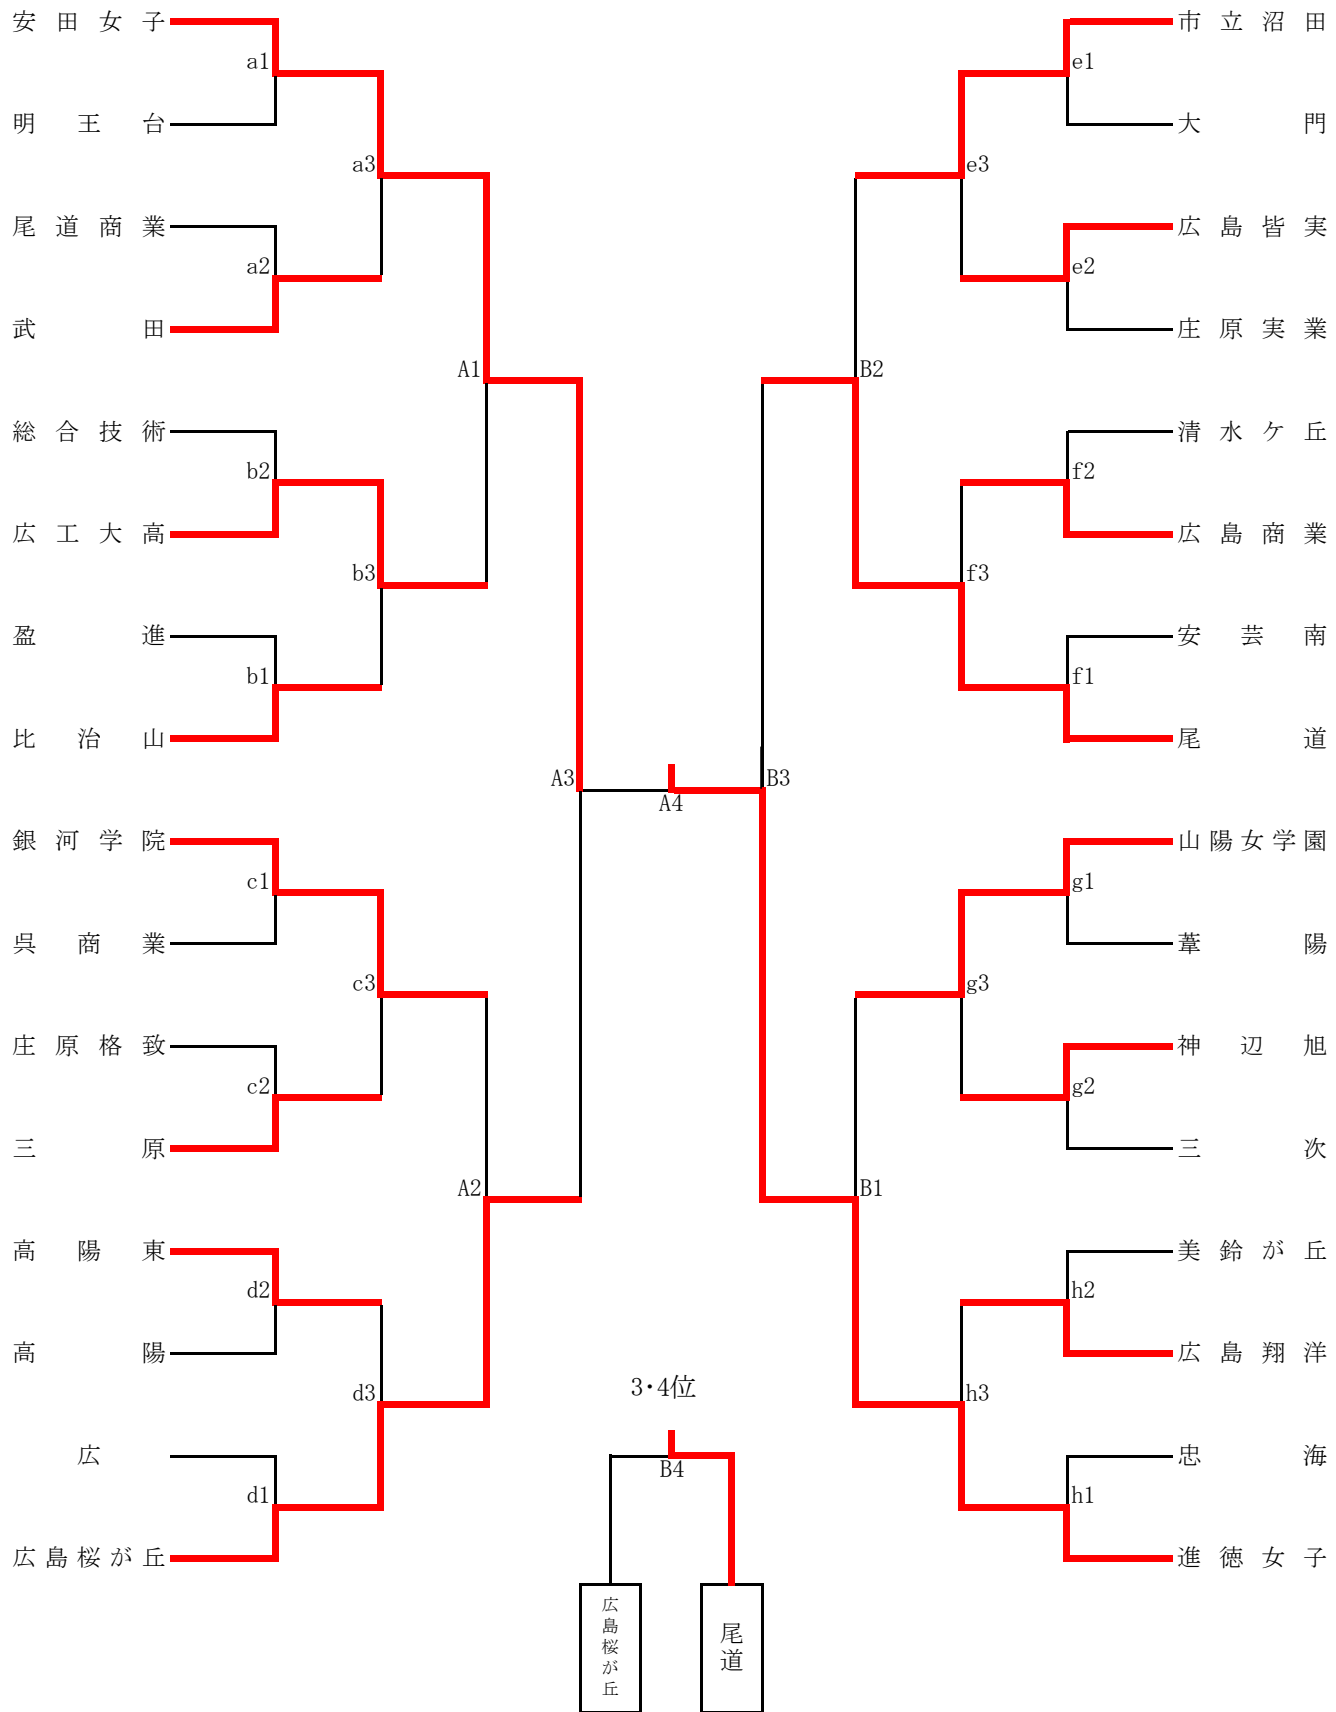 安田女子
a1
明王台
a3
尾道商業
a2
武田
A1
総合技術
b2
広工大高
b3
盈進
b1
比治山
A3
銀河学院
c1
呉商業
c3
庄原格致
c2
三原
A2
高陽東
d2
高陽
d3
広
d1
広島桜が丘
A4
3・4位
B4
広島桜が丘
尾道
市立沼田
e1
大門
e3
広島皆実
e2
庄原実業
B2
清水ケ丘
f2
広島商業
f3
安芸南
f1
尾道
B3
山陽女学園
g1
葦陽
g3
神辺旭
g2
三次
B1
美鈴が丘
h2
広島翔洋
h3
忠海
h1
進徳女子